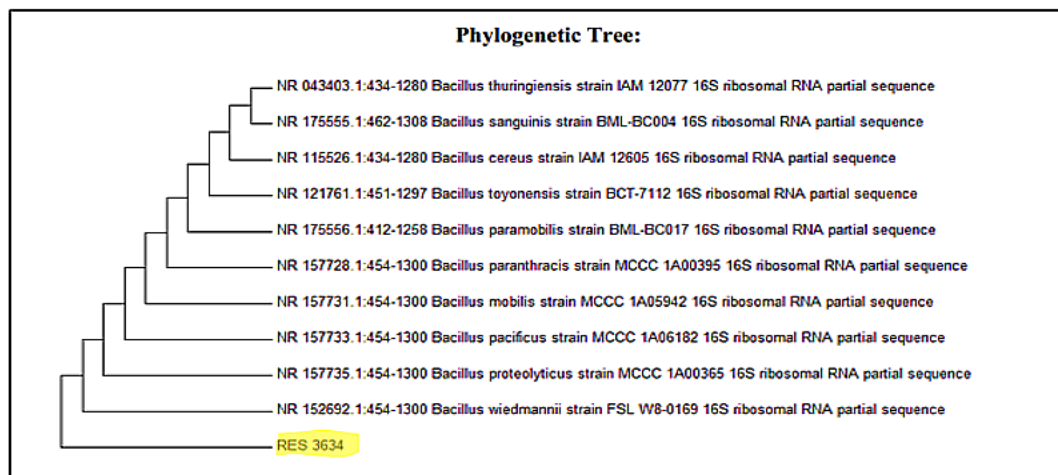 Phylogenetic Tree:
NR 043403.1:434-1280 Bacillus thuringiensis strain IAM 12077 16S ribosomal RNA partial sequence
NR 175555.1:462-1308 Bacillus sanguinis strain BML-BC004 16S ribosomal RNA partial sequence
NR 115526.1:434-1280 Bacillus cereus strain IAM 12605 16S ribosomal RNA partial sequence
NR 121761.1:451-1297 Bacillus toyonensis strain BCT-7112 16S ribosomal RNA partial sequence
NR 175556.1:412-1258 Bacillus paramobilis strain BML-BC017 16S ribosomal RNA partial sequence
NR 157728.1:454-1300 Bacillus paranthracis strain MCCC 1A00395 16S ribosomal RNA partial sequence
NR 157731.1:454-1300 Bacillus mobilis strain MCCC 1A05942 16S ribosomal RNA partial sequence
NR 157733.1:454-1300 Bacillus pacificus strain MCCC 1A06182 16S ribosomal RNA partial sequence
NR 157735.1:454-1300 Bacillus proteolyticus strain MCCC 1A00365 16S ribosomal RNA partial sequence
NR 152692.1:454-1300 Bacillus wiedmannii strain FSL W8-0169 16S ribosomal RNA partial sequence
RES 3634